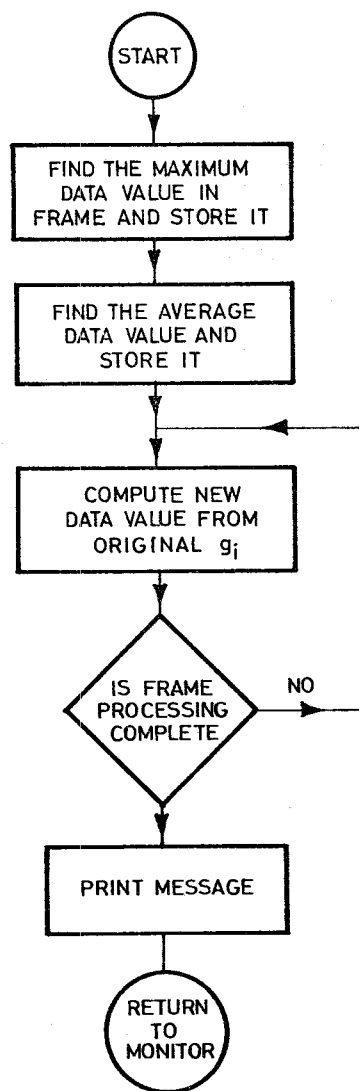 START
FIND THE MAXIMUM
DATA VALUE IN
FRAME AND STORE IT
FIND THE AVERAGE
DATA VALUE AND
STORE IT
COMPUTE NEW
DATA VALUE FROM
ORIGINAL gi
IS FRAME
PROCESSING
COMPLETE
NO
PRINT MESSAGE
RETURN
TO
MONITOR